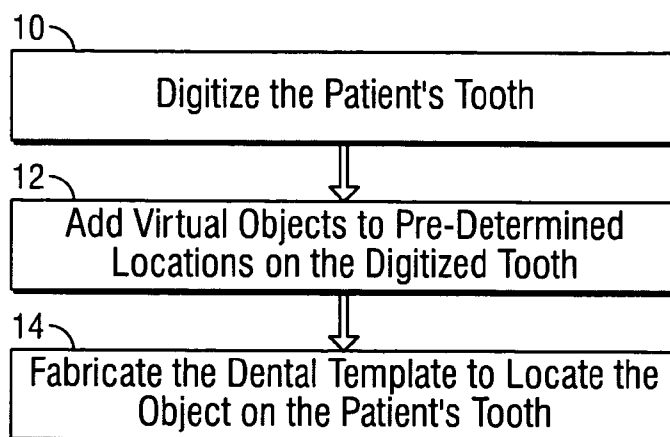 10
Digitize the Patient's Tooth
12
Add Virtual Objects to Pre-Determined
Locations on the Digitized Tooth
14
Fabricate the Dental Template to Locate the
Object on the Patient's Tooth